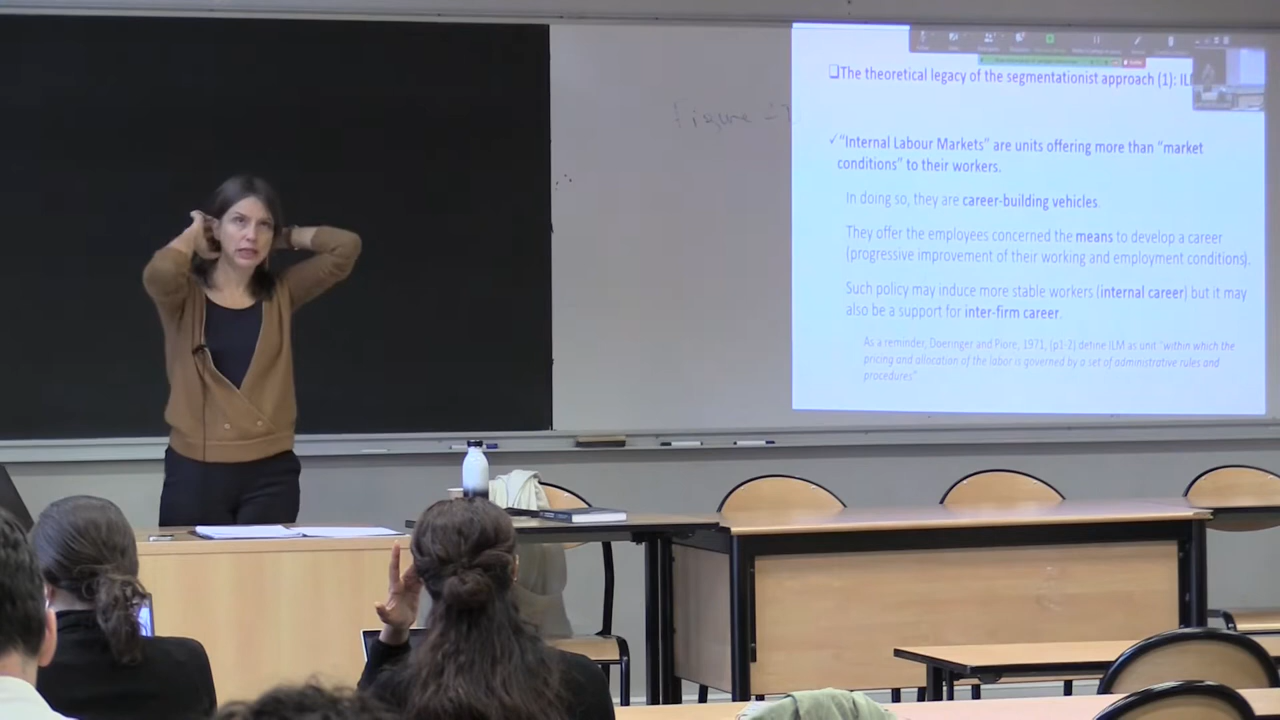 Figure
❑The theoretical legacy of the segmentationist approach (1):
✓"Internal Labour Markets" are units offering more than "market
conditions" to their workers.
In doing so, they are career-building vehicles.
They offer the employees concerned the means to develop a career
(progressive improvement of their working and employment conditions).
Such policy may induce more stable workers (internal career) but it may
also be a support for inter-firm career.
As a reminder, Doeringer and Piore, 1971, (p1-2) define ILM as unit "within which the
pricing and allocation of the labor is governed by a set of administrative rules and
procedures"